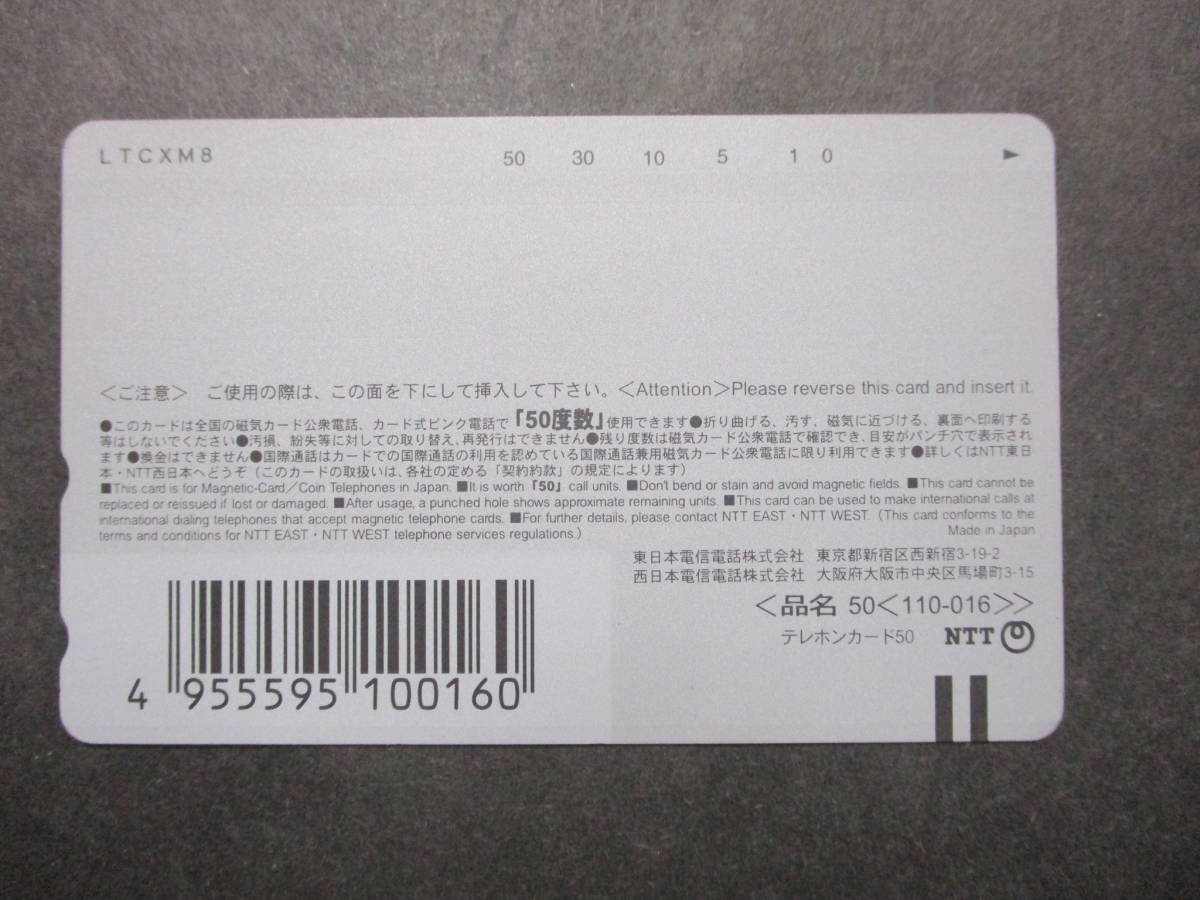 LTCXM8 50 30 10 5 1 0 ►
<ご注意> ご使用の際は、この面を下にして挿入して下さい。<Attention>Please reverse this card and insert it.
●このカードは全国の磁気カード公衆電話、カード式ピンク電話で「50度数」使用できます●折り曲げる、汚す、磁気に近づける、裏面へ印刷する
等はしないでください●汚損、紛失等に対しての取り替え、再発行はできません●残り度数は磁気カード公衆電話で確認でき、目安がパンチ穴で表示されま
す●換金はできません●国際通話はカードでの国際通話の利用を認めている国際通話兼用磁気カード公衆電話に限り利用できます●詳しくはNTT東日
本・NTT西日本へどうぞ（このカードの取扱いは、各社の定める「契約約款」の規定によります）
■This card is for Magnetic-Card／Coin Telephones in Japan. ■It is worth「50」call units. ■Don't bend or stain and avoid magnetic fields. ■This card cannot be
replaced or reissued if lost or damaged. ■After usage, a punched hole shows approximate remaining units. ■This card can be used to make international calls at
international dialing telephones that accept magnetic telephone cards. ■For further details, please contact NTT EAST・NTT WEST. (This card conforms to the
terms and conditions for NTT EAST・NTT WEST telephone services regulations.) Made in Japan
東日本電信電話株式会社 東京都新宿区西新宿3-19-2
西日本電信電話株式会社 大阪府大阪市中央区馬場町3-15
<品名 50<110-016>>
テレホンカード50 NTT
4 955595 100160